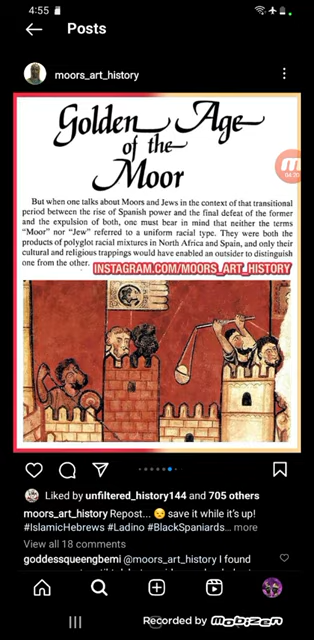 4:55
Posts
moors_art_history
Golden Age
of the
Moor
But when one talks about Moors and Jews in the context of that transitional
period between the rise of Spanish power and the final defeat of the former
and the expulsion of both, one must bear in mind that neither the terms
"Moor" nor "Jew" referred to a uniform racial type. They were both the
products of polyglot racial mixtures in North Africa and Spain, and only their
cultural and religious trappings would have enabled an outsider to distinguish
one from the other.
INSTAGRAM.COM/MOORS_ART_HISTORY
Liked by unfiltered_history144 and 705 others
moors_art_history Repost... 😔 save it while it's up!
#IslamicHebrews #Ladino #BlackSpaniards... more
View all 18 comments
goddessqueengbemi @moors_art_history I found
Recorded by mobizen